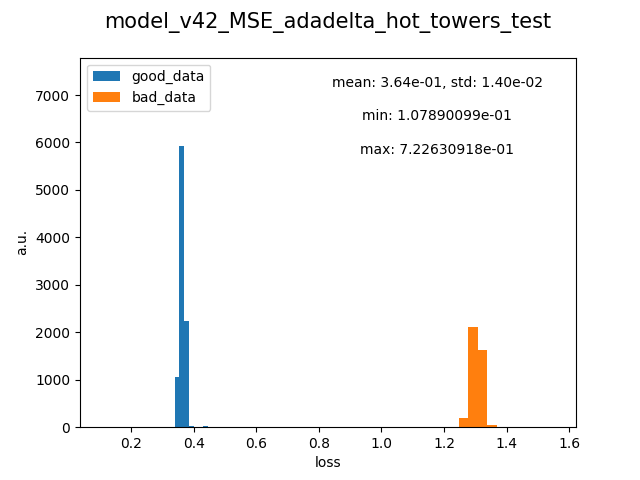 model_v42_MSE_adadelta_hot_towers_test
good_data
bad_data
mean: 3.64e-01, std: 1.40e-02
min: 1.07890099e-01
max: 7.22630918e-01
7000
6000
5000
4000
3000
2000
1000
0
a.u.
0.2 0.4 0.6 0.8 1.0 1.2 1.4 1.6
loss